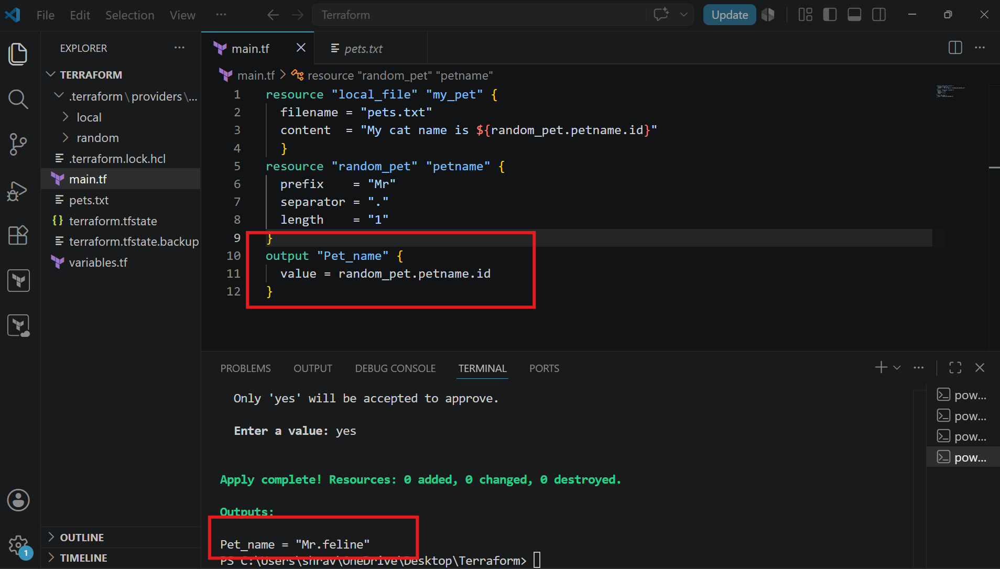 File Edit Selection View ···
Terraform
Update
EXPLORER ···
TERRAFORM
.terraform\providers\...
local
random
.terraform.lock.hcl
main.tf
pets.txt
{} terraform.tfstate
terraform.tfstate.backup
variables.tf
OUTLINE
TIMELINE
1
main.tf pets.txt
main.tf > resource "random_pet" "petname"
1 resource "local_file" "my_pet" {
2 filename = "pets.txt"
3 content  = "My cat name is ${random_pet.petname.id}"
4 }
5 resource "random_pet" "petname" {
6 prefix    = "Mr"
7 separator = "."
8 length    = "1"
9 }
10 output "Pet_name" {
11 value = random_pet.petname.id
12 }
PROBLEMS OUTPUT DEBUG CONSOLE TERMINAL PORTS
Only 'yes' will be accepted to approve.
Enter a value: yes
Apply complete! Resources: 0 added, 0 changed, 0 destroyed.
Outputs:
Pet_name = "Mr.feline"
PS C:\Users\shrav\OneDrive\Desktop\Terraform>
pow...
pow...
pow...
pow...